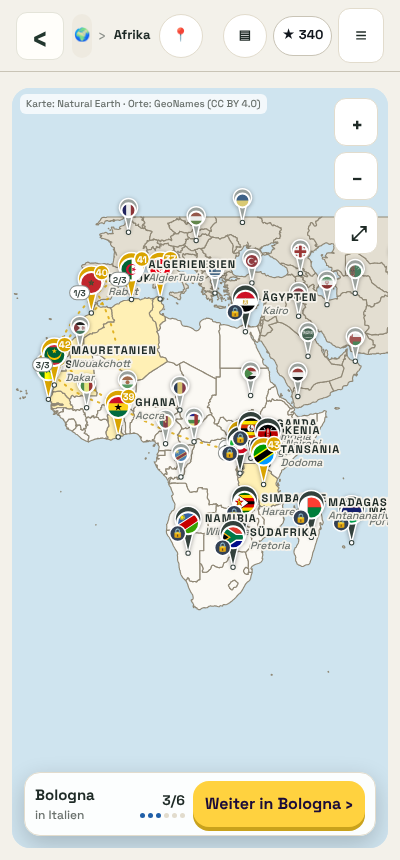 <
> Afrika
★ 340
≡
Karte: Natural Earth · Orte: GeoNames (CC BY 4.0)
+
−
ALGERIEN
SIEN
40
41
2/3
1/3
Algier
Tunis
ÄGYPTEN
Kairo
42
MAURETANIEN
Nouakchott
3/3
Dakar
39
GHANA
Accra
KENIA
Nairobi
43
TANSANIA
Dodoma
SIMBA
Harare
MADAGAS
Antananariv
NAMIBIA
SÜDAFRIKA
Pretoria
Bologna
in Italien
3/6
Weiter in Bologna >